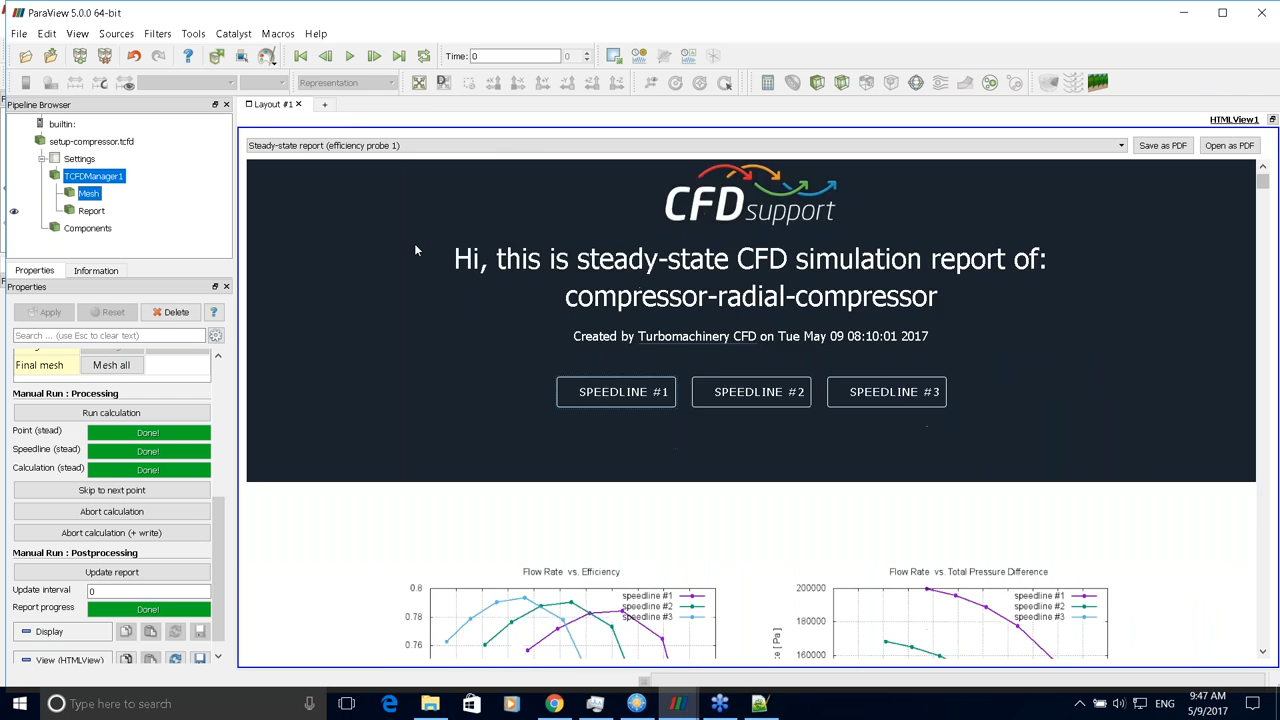 ParaView 5.0.0 64-bit
File Edit View Sources Filters Tools Catalyst Macros Help
Time: 0 0
Representation
Pipeline Browser
Layout #1
builtin:
HTMLView1
setup-compressor.tcfd
Steady-state report (efficiency probe 1) Save as PDF Open as PDF
Settings
TCFDManager1
Mesh
Report
Components
CFD support
Hi, this is steady-state CFD simulation report of:
compressor-radial-compressor
Created by Turbomachinery CFD on Tue May 09 08:10:01 2017
SPEEDLINE #1 SPEEDLINE #2 SPEEDLINE #3
Properties Information
Properties
Apply Reset Delete ?
Search ... (use Esc to clear text)
Final mesh Mesh all
Manual Run : Processing
Run calculation
Point (stead) Done!
Speedline (stead) Done!
Calculation (stead) Done!
Skip to next point
Abort calculation
Abort calculation (+ write)
Manual Run : Postprocessing
Update report
Update interval 0
Report progress Done!
Display
View (HTMLView)
Flow Rate vs. Efficiency
0.8
0.78
0.76
speedline #1
speedline #2
speedline #3
Flow Rate vs. Total Pressure Difference
200000
180000
160000
e [ Pa ]
speedline #1
speedline #2
speedline #3
Type here to search
ENG
9:47 AM
5/9/2017